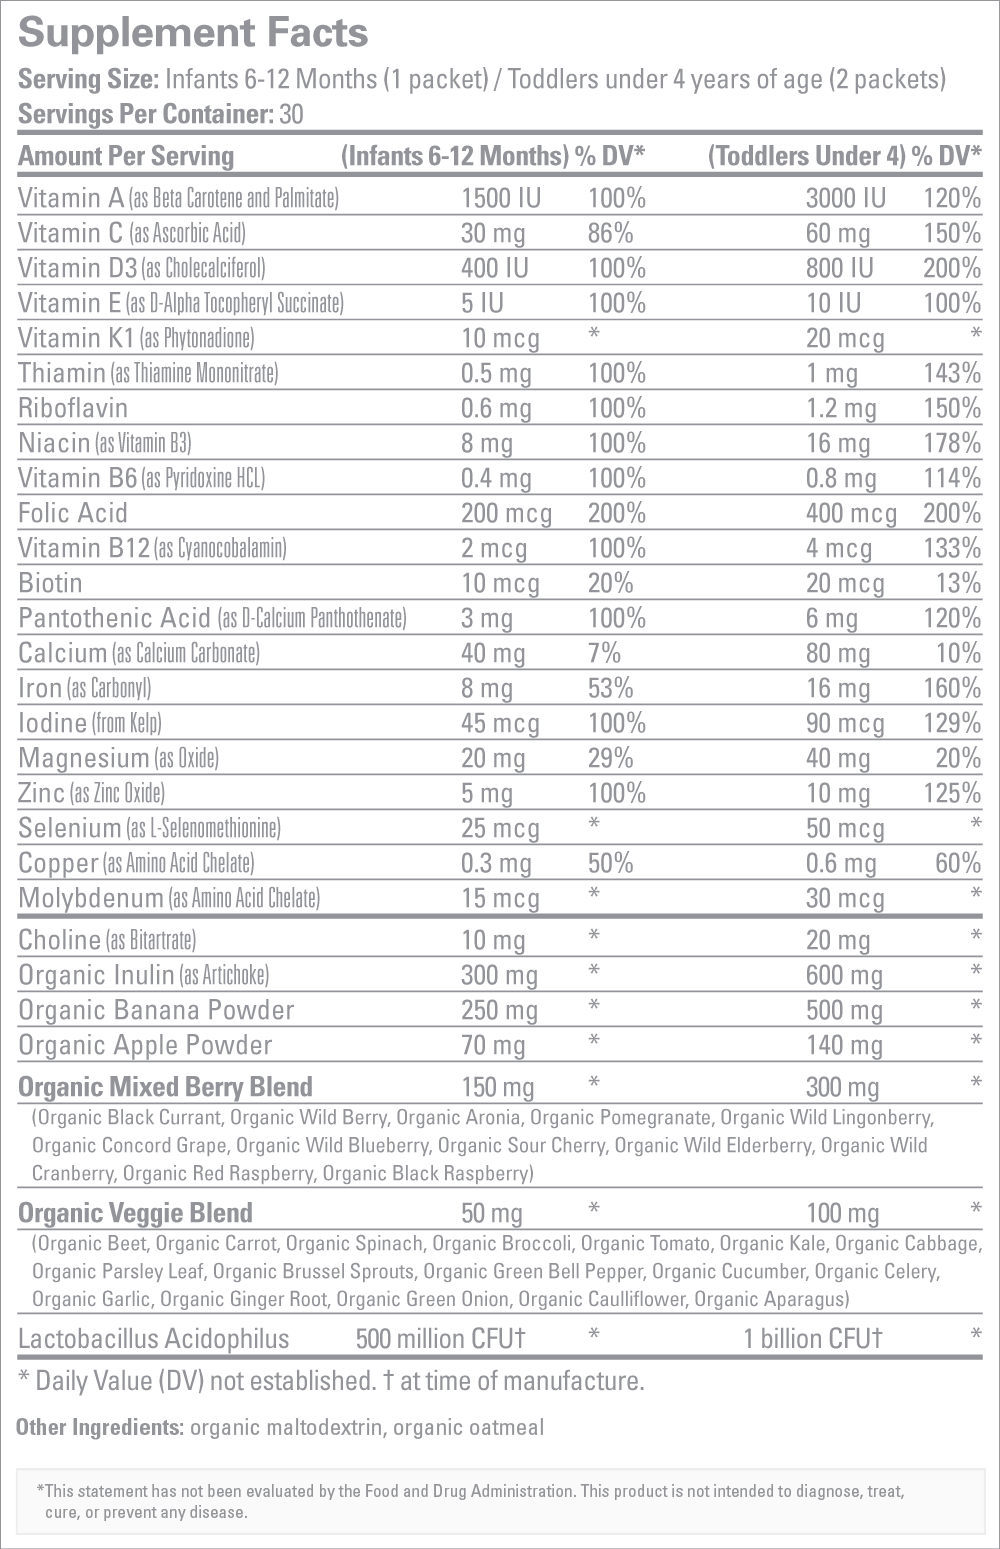 Supplement Facts
Serving Size: Infants 6-12 Months (1 packet) / Toddlers under 4 years of age (2 packets)
Servings Per Container: 30
Amount Per Serving (Infants 6-12 Months) % DV* (Toddlers Under 4) % DV*
Vitamin A (as Beta Carotene and Palmitate) 1500 IU 100% 3000 IU 120%
Vitamin C (as Ascorbic Acid) 30 mg 86% 60 mg 150%
Vitamin D3 (as Cholecalciferol) 400 IU 100% 800 IU 200%
Vitamin E (as D-Alpha Tocopheryl Succinate) 5 IU 100% 10 IU 100%
Vitamin K1 (as Phytonadione) 10 mcg * 20 mcg *
Thiamin (as Thiamine Mononitrate) 0.5 mg 100% 1 mg 143%
Riboflavin 0.6 mg 100% 1.2 mg 150%
Niacin (as Vitamin B3) 8 mg 100% 16 mg 178%
Vitamin B6 (as Pyridoxine HCL) 0.4 mg 100% 0.8 mg 114%
Folic Acid 200 mcg 200% 400 mcg 200%
Vitamin B12 (as Cyanocobalamin) 2 mcg 100% 4 mcg 133%
Biotin 10 mcg 20% 20 mcg 13%
Pantothenic Acid (as D-Calcium Panthothenate) 3 mg 100% 6 mg 120%
Calcium (as Calcium Carbonate) 40 mg 7% 80 mg 10%
Iron (as Carbonyl) 8 mg 53% 16 mg 160%
Iodine (from Kelp) 45 mcg 100% 90 mcg 129%
Magnesium (as Oxide) 20 mg 29% 40 mg 20%
Zinc (as Zinc Oxide) 5 mg 100% 10 mg 125%
Selenium (as L-Selenomethionine) 25 mcg * 50 mcg *
Copper (as Amino Acid Chelate) 0.3 mg 50% 0.6 mg 60%
Molybdenum (as Amino Acid Chelate) 15 mcg * 30 mcg *
Choline (as Bitartrate) 10 mg * 20 mg *
Organic Inulin (as Artichoke) 300 mg * 600 mg *
Organic Banana Powder 250 mg * 500 mg *
Organic Apple Powder 70 mg * 140 mg *
Organic Mixed Berry Blend 150 mg * 300 mg *
(Organic Black Currant, Organic Wild Berry, Organic Aronia, Organic Pomegranate, Organic Wild Lingonberry,
Organic Concord Grape, Organic Wild Blueberry, Organic Sour Cherry, Organic Wild Elderberry, Organic Wild
Cranberry, Organic Red Raspberry, Organic Black Raspberry)
Organic Veggie Blend 50 mg * 100 mg *
(Organic Beet, Organic Carrot, Organic Spinach, Organic Broccoli, Organic Tomato, Organic Kale, Organic Cabbage,
Organic Parsley Leaf, Organic Brussel Sprouts, Organic Green Bell Pepper, Organic Cucumber, Organic Celery,
Organic Garlic, Organic Ginger Root, Organic Green Onion, Organic Caulliflower, Organic Aparagus)
Lactobacillus Acidophilus 500 million CFU† * 1 billion CFU† *
* Daily Value (DV) not established. † at time of manufacture.
Other Ingredients: organic maltodextrin, organic oatmeal
*This statement has not been evaluated by the Food and Drug Administration. This product is not intended to diagnose, treat,
cure, or prevent any disease.